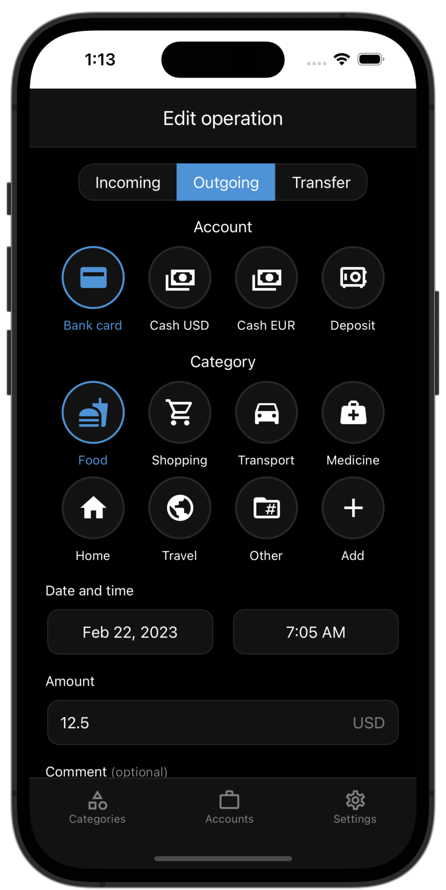 1:13
Edit operation
Incoming Outgoing Transfer
Account
Bank card Cash USD Cash EUR Deposit
Category
Food Shopping Transport Medicine
#
Home Travel Other Add
Date and time
Feb 22, 2023 7:05 AM
Amount
12.5 USD
Comment (optional)
Categories Accounts Settings